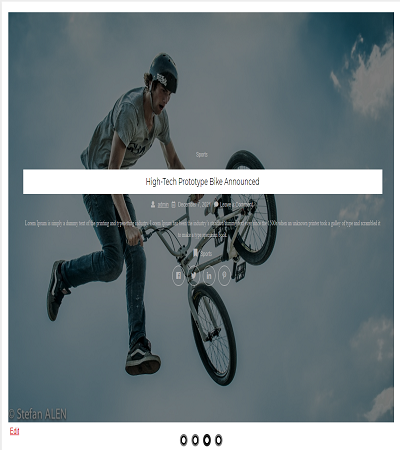 Sports
High-Tech Prototype Bike Announced
admin December 7, 2021 Leave a Comment
Lorem Ipsum is simply a dummy text of the printing and typesetting industry. Lorem Ipsum has been the industry's standard dummy text ever since the 1500s when an unknown printer took a galley of type and scrambled it
to make a type specimen book.
Sports
© Stefan ALEN
Edit